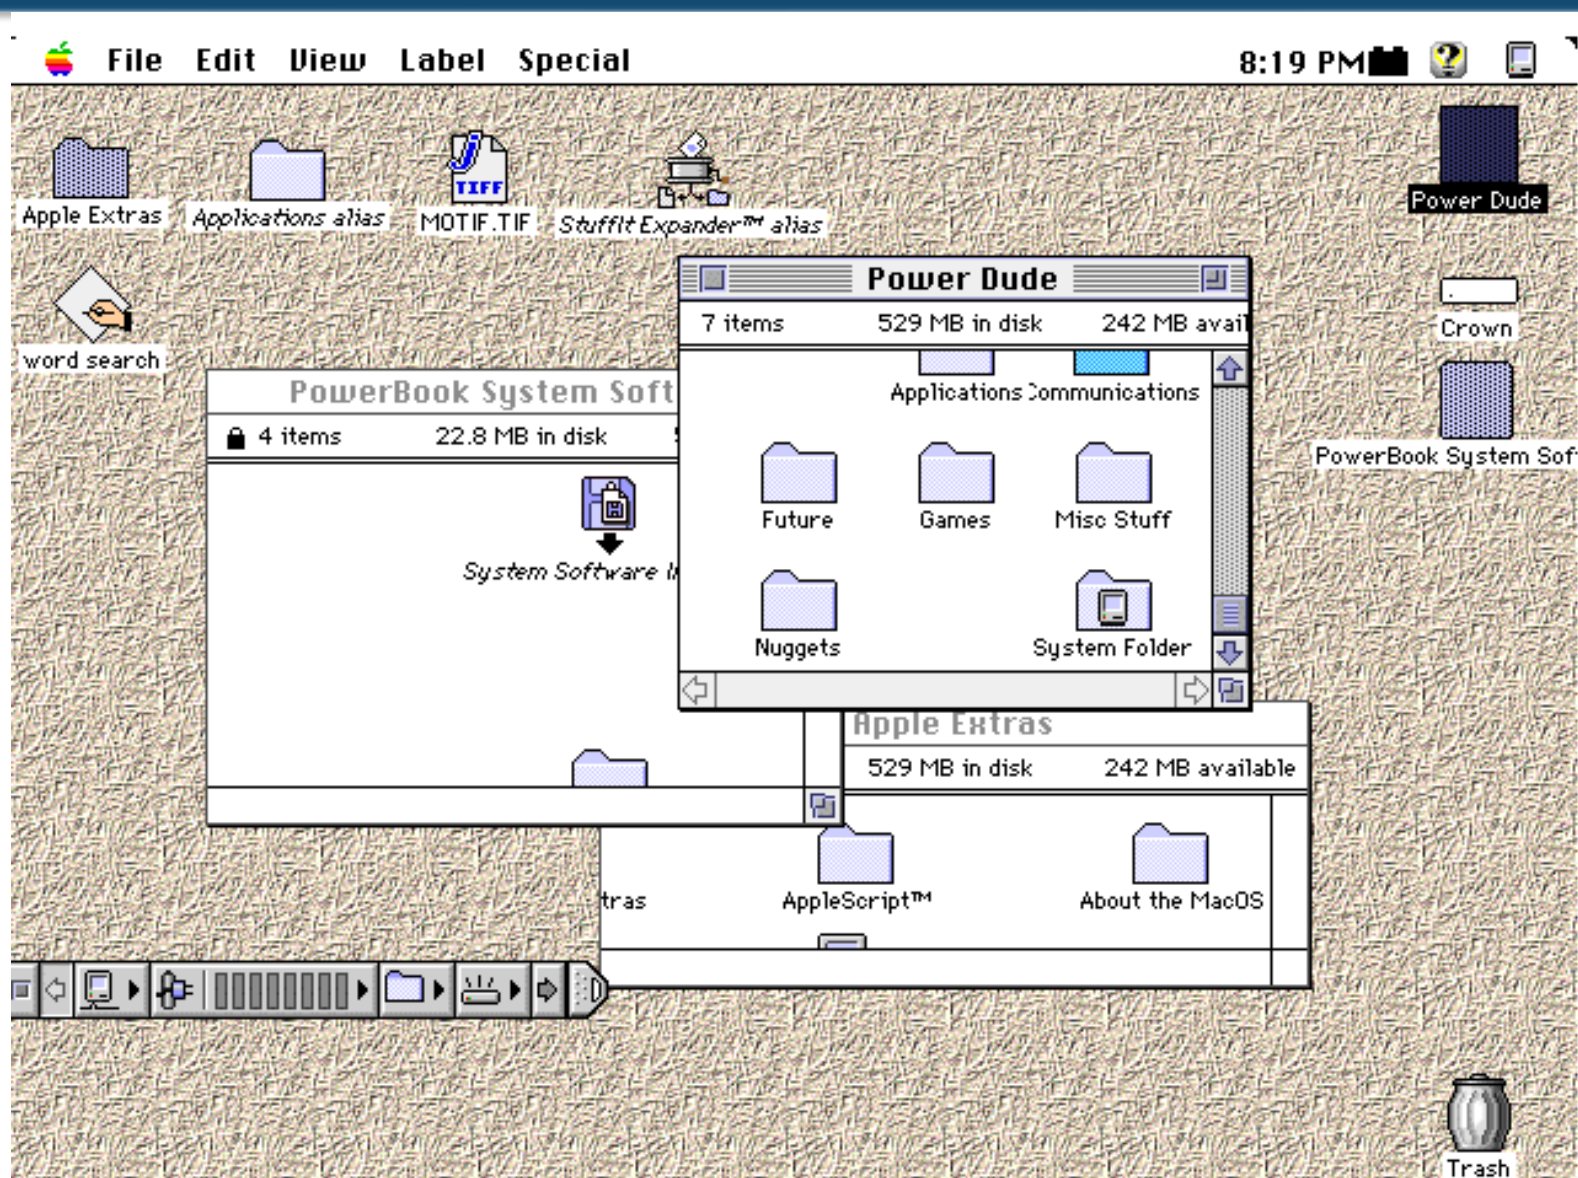 File Edit View Label Special 8:19 PM
Apple Extras
Applications alias
J
TIFF
MOTIF.TIF
StuffIt Expander™ alias
Power Dude
word search
Crown
PowerBook System Sof
Power Dude
7 items 529 MB in disk 242 MB avail
Applications
Communications
Future
Games
Misc Stuff
Nuggets
System Folder
PowerBook System Soft
4 items 22.8 MB in disk
System Software
Apple Extras
529 MB in disk 242 MB available
tras
AppleScript™
About the MacOS
Trash